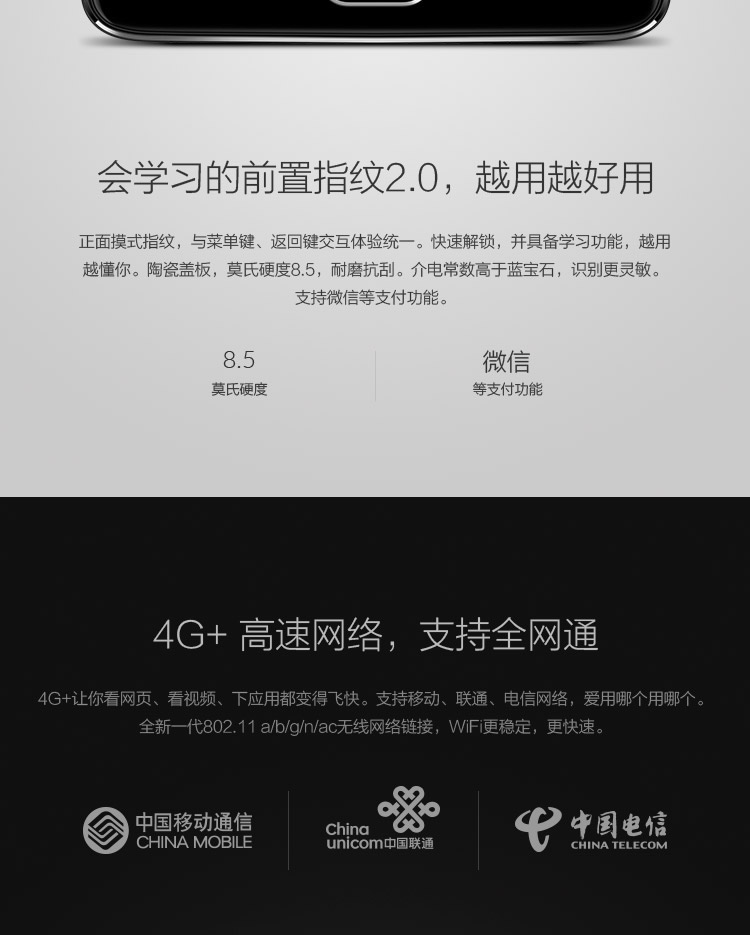 会学习的前置指纹2.0，越用越好用
正面摸式指纹，与菜单键、返回键交互体验统一。快速解锁，并具备学习功能，越用
越懂你。陶瓷盖板，莫氏硬度8.5，耐磨抗刮。介电常数高于蓝宝石，识别更灵敏。
支持微信等支付功能。
8.5
莫氏硬度
微信
等支付功能
4G+ 高速网络，支持全网通
4G+让你看网页、看视频、下应用都变得飞快。支持移动、联通、电信网络，爱用哪个用哪个。
全新一代802.11 a/b/g/n/ac无线网络链接，WiFi更稳定，更快速。
中国移动通信
CHINA MOBILE
China
unicom中国联通
中国电信
CHINA TELECOM